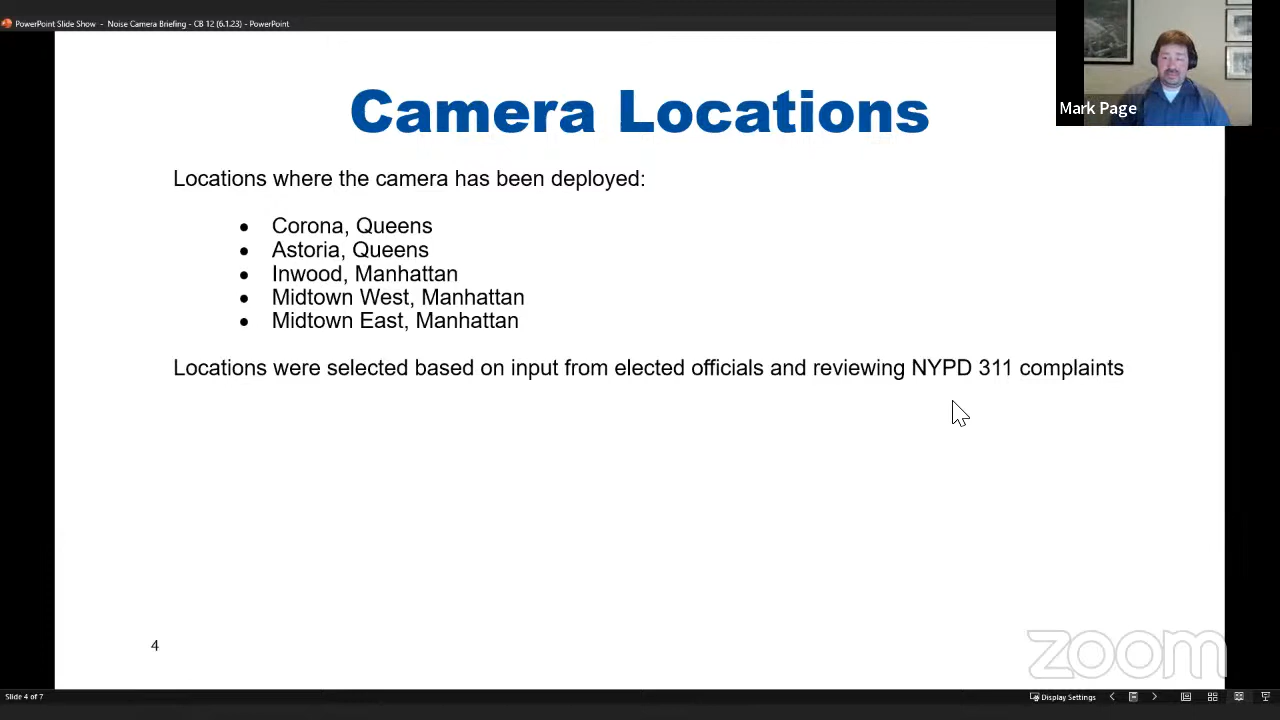 PowerPoint Slide Show - Noise Camera Briefing - CB 12 (6.1.23) - PowerPoint
Mark Page
Camera Locations
Locations where the camera has been deployed:
• Corona, Queens
• Astoria, Queens
• Inwood, Manhattan
• Midtown West, Manhattan
• Midtown East, Manhattan
Locations were selected based on input from elected officials and reviewing NYPD 311 complaints
4
zoom
Slide 4 of 7
Display Settings